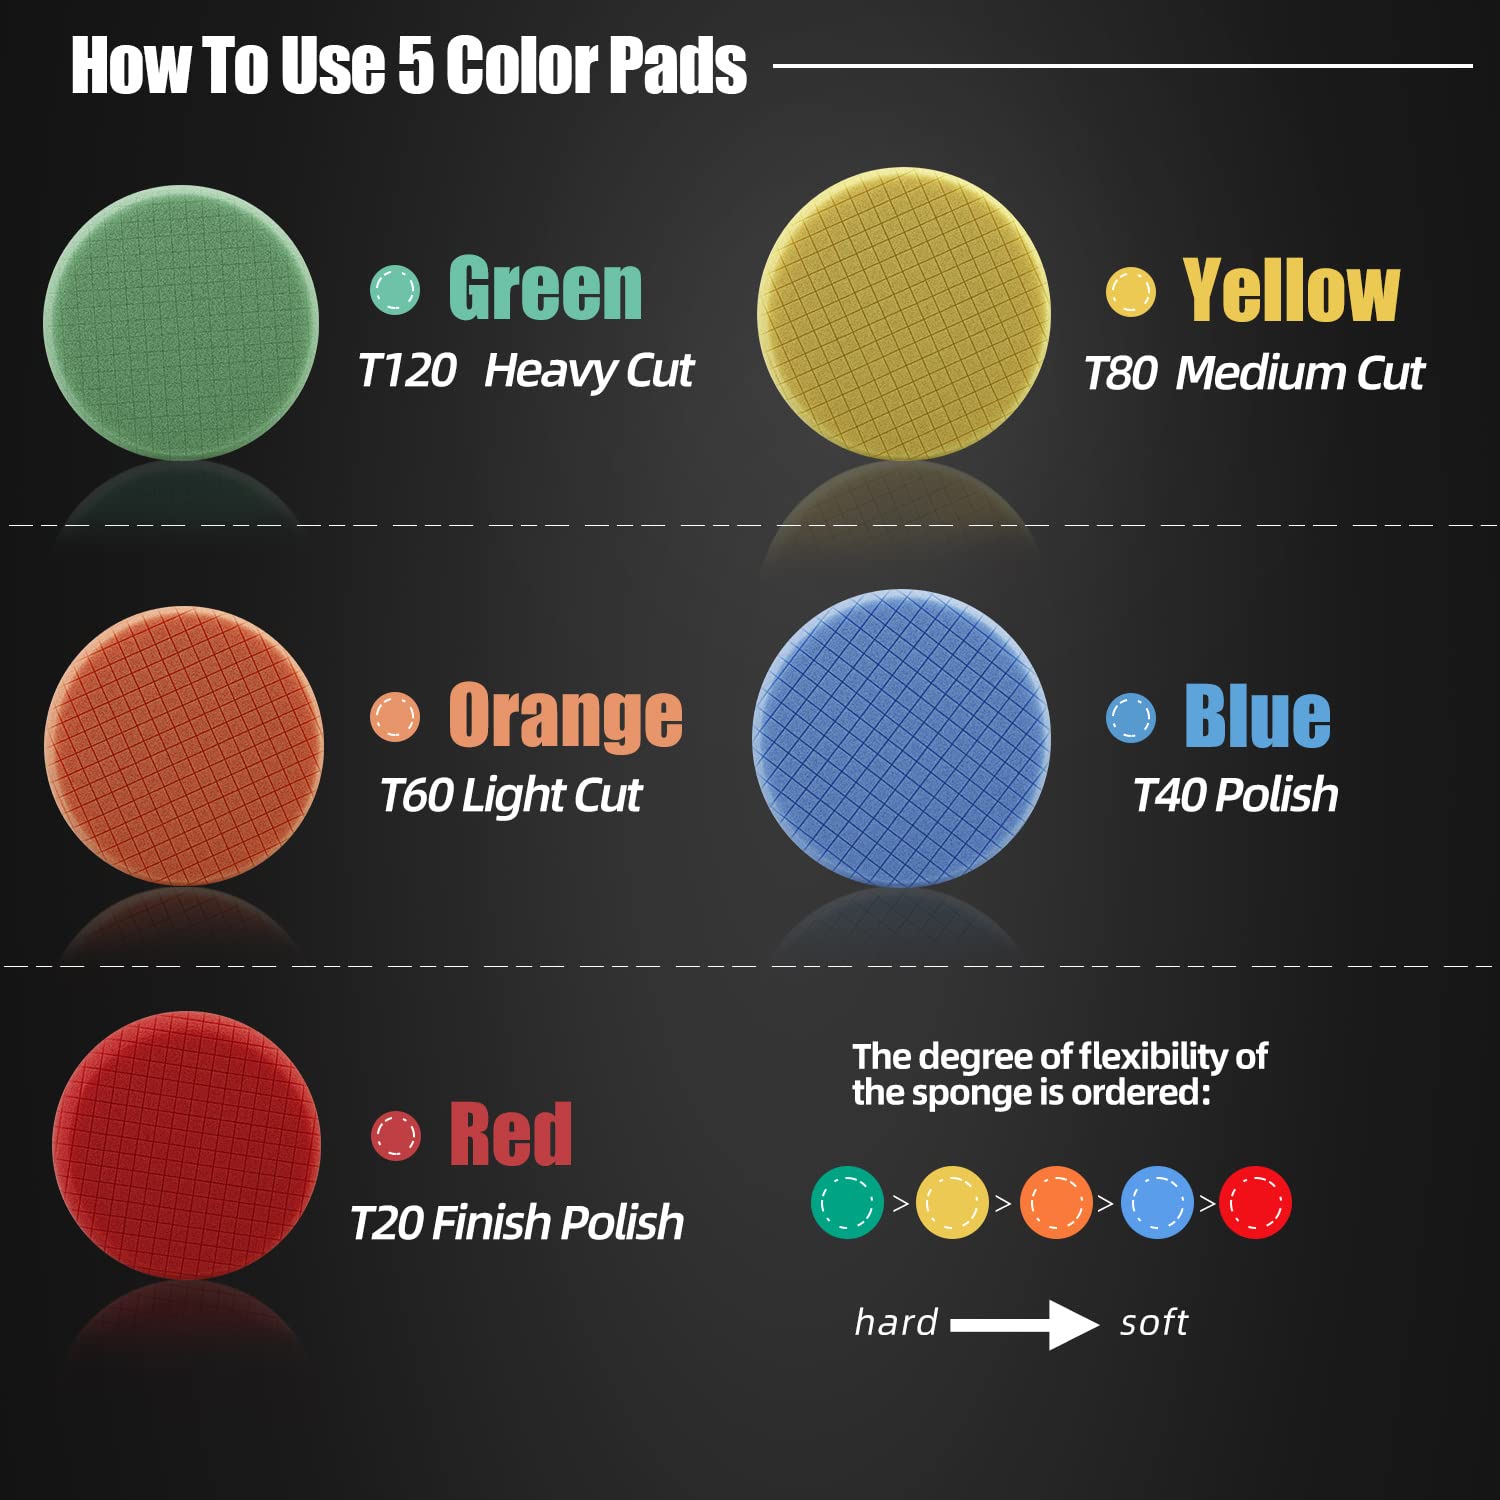 How To Use 5 Color Pads
Green
T120 Heavy Cut
Yellow
T80 Medium Cut
Orange
T60 Light Cut
Blue
T40 Polish
Red
T20 Finish Polish
The degree of flexibility of
the sponge is ordered:
> > > >
hard soft